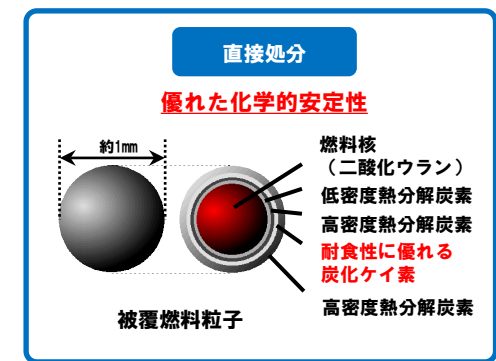 直接処分
優れた化学的安定性
約1mm
燃料核
（二酸化ウラン）
低密度熱分解炭素
高密度熱分解炭素
耐食性に優れる
炭化ケイ素
高密度熱分解炭素
被覆燃料粒子